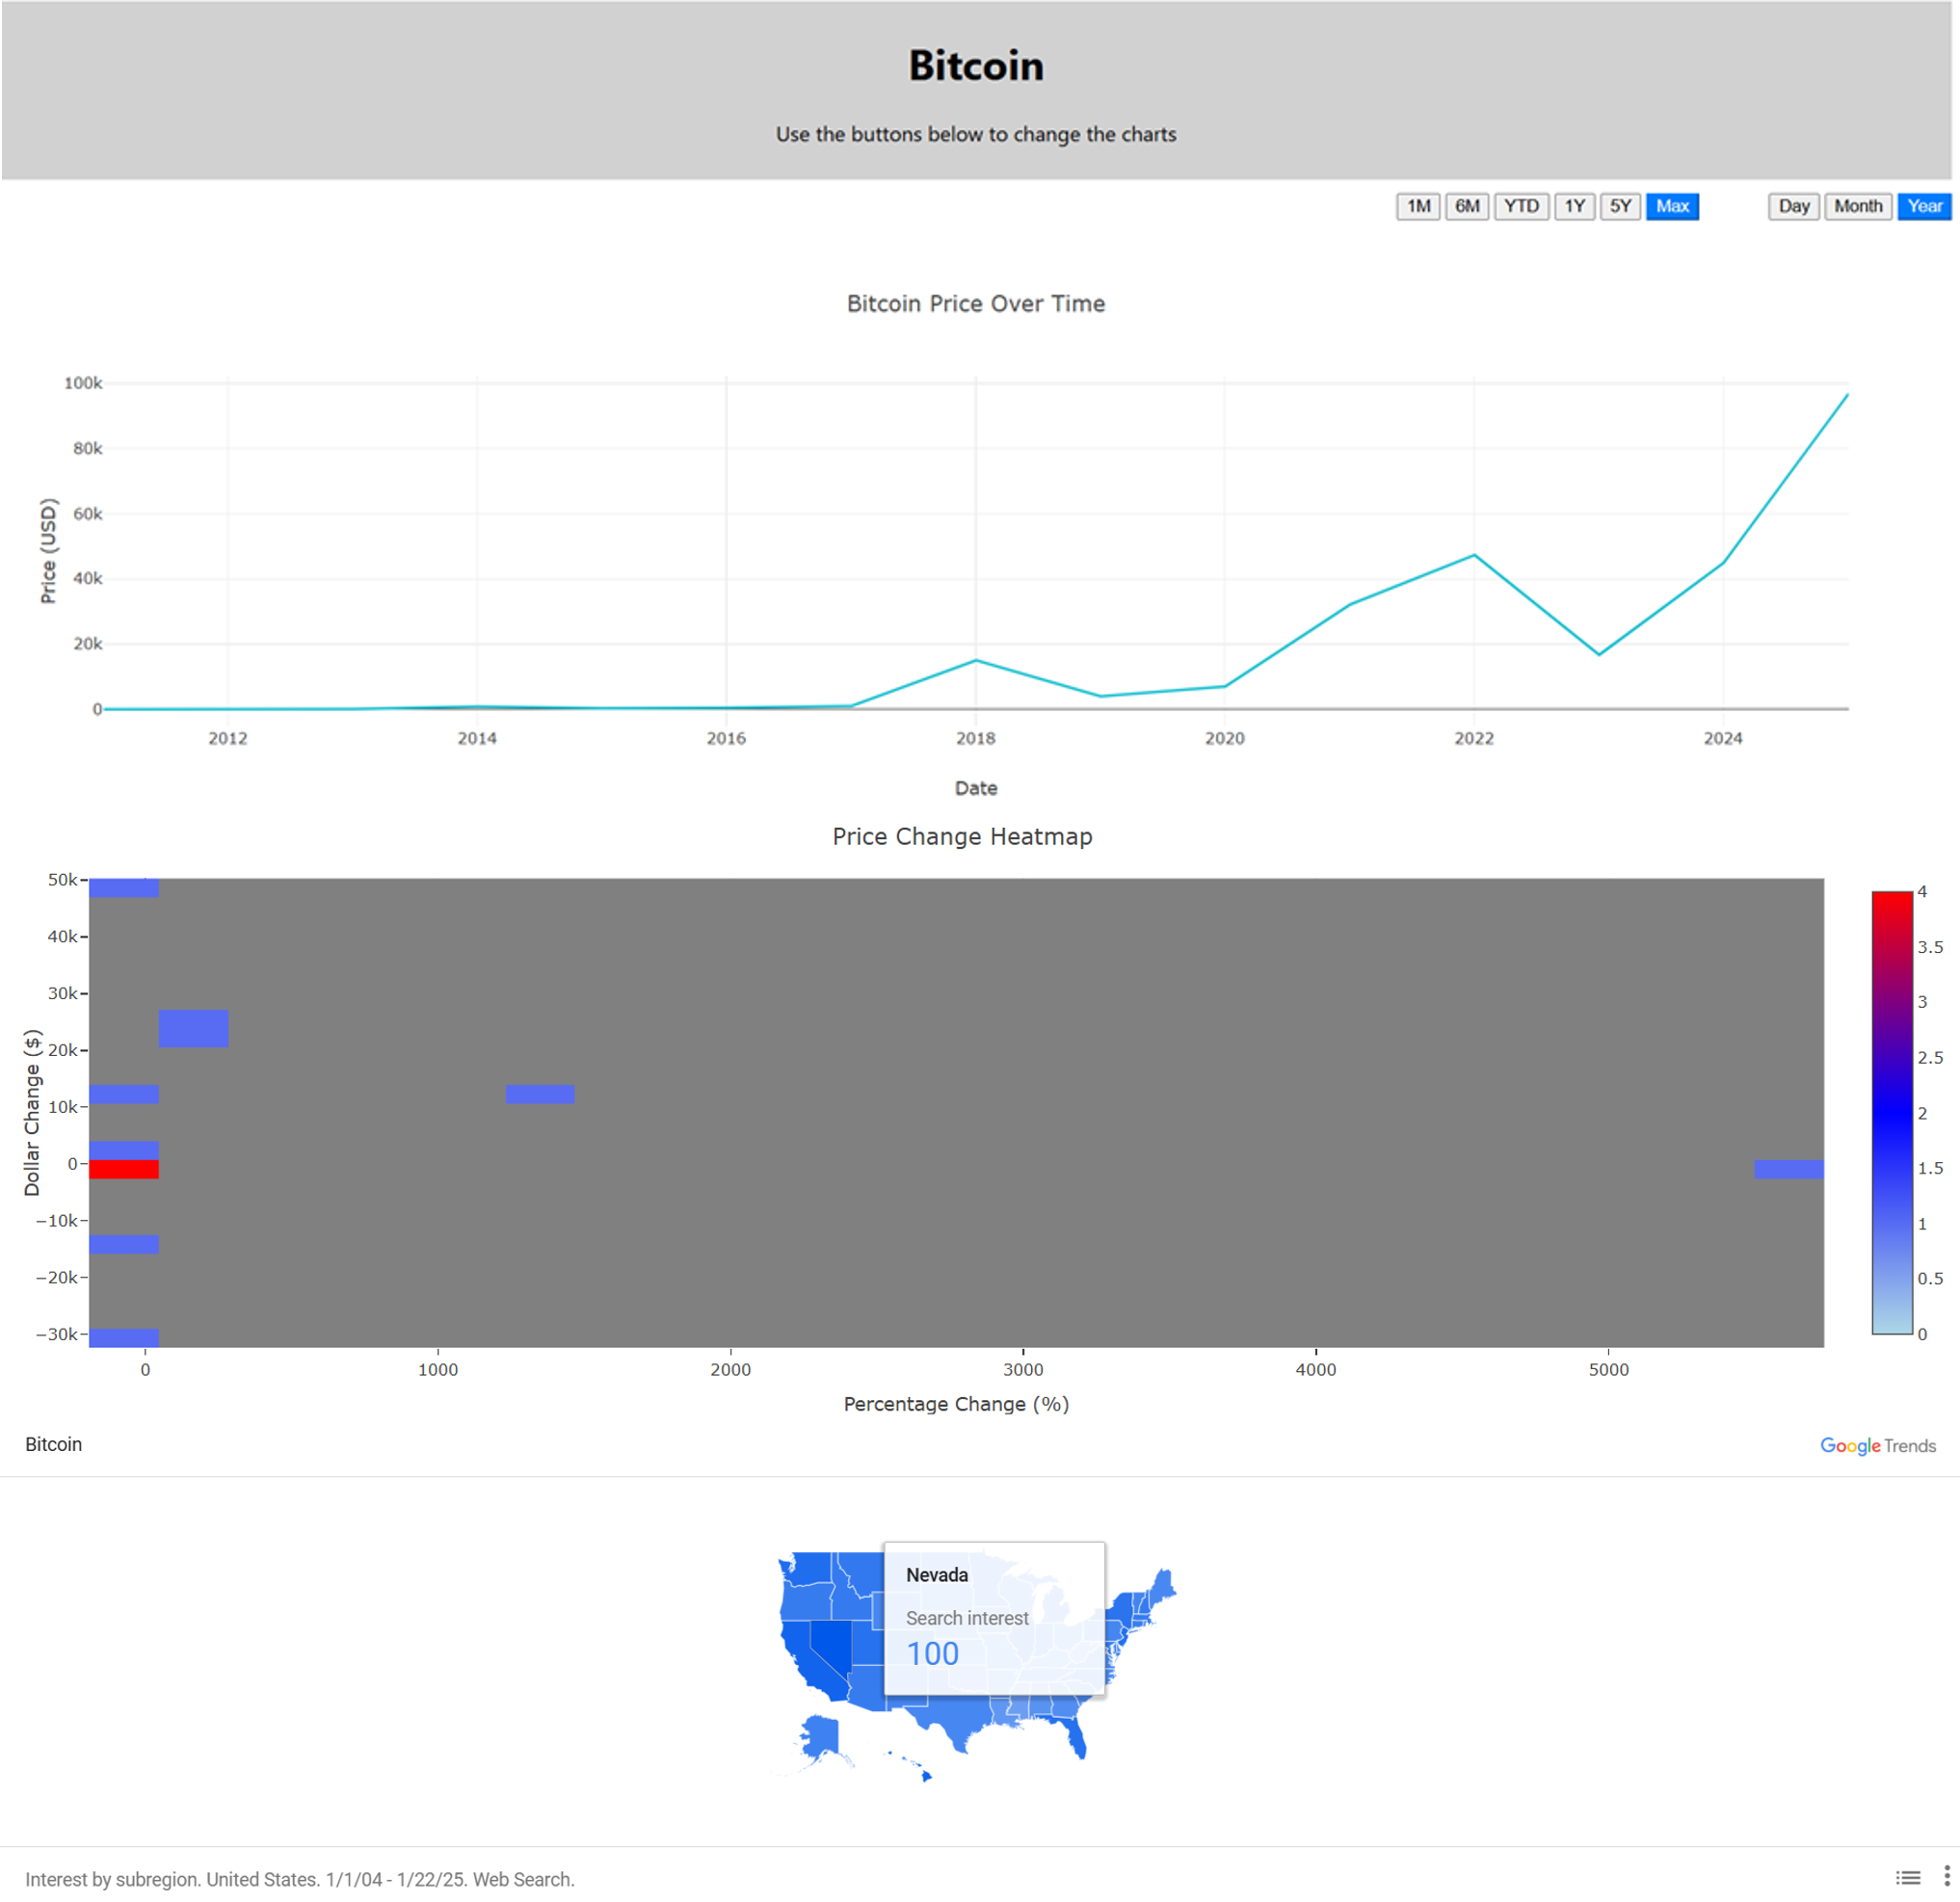 Bitcoin
Use the buttons below to change the charts
1M 6M YTD 1Y 5Y Max Day Month Year
Bitcoin Price Over Time
100k
80k
60k
40k
20k
0
Price (USD)
2012 2014 2016 2018 2020 2022 2024
Date
Price Change Heatmap
50k
40k
30k
20k
10k
0
−10k
−20k
−30k
Dollar Change ($)
0 1000 2000 3000 4000 5000
Percentage Change (%)
4
3.5
3
2.5
2
1.5
1
0.5
0
Bitcoin
Google Trends
Nevada
Search interest
100
Interest by subregion. United States. 1/1/04 - 1/22/25. Web Search.